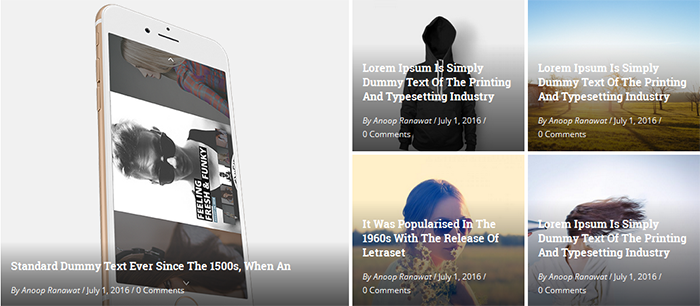 FEELING
FRESH & FUNKY
Standard Dummy Text Ever Since The 1500s, When An
By Anoop Ranawat / July 1, 2016 / 0 Comments
Lorem Ipsum Is Simply
Dummy Text Of The Printing
And Typesetting Industry
By Anoop Ranawat / July 1, 2016 /
0 Comments
Lorem Ipsum Is Simply
Dummy Text Of The Printing
And Typesetting Industry
By Anoop Ranawat / July 1, 2016 /
0 Comments
It Was Popularised In The
1960s With The Release Of
Letraset
By Anoop Ranawat / July 1, 2016 /
0 Comments
Lorem Ipsum Is Simply
Dummy Text Of The Printing
And Typesetting Industry
By Anoop Ranawat / July 1, 2016 /
0 Comments